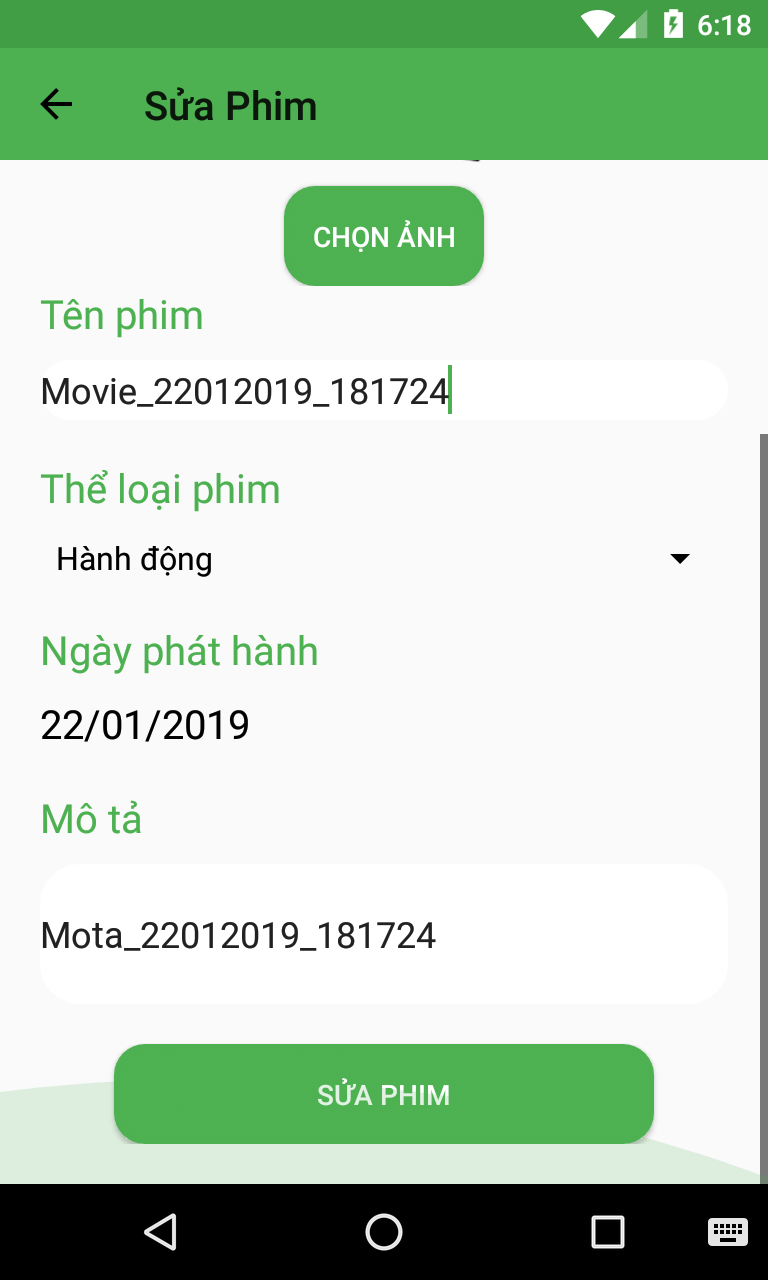 6:18
Sửa Phim
CHỌN ẢNH
Tên phim
Movie_22012019_181724
Thể loại phim
Hành động
Ngày phát hành
22/01/2019
Mô tả
Mota_22012019_181724
SỬA PHIM